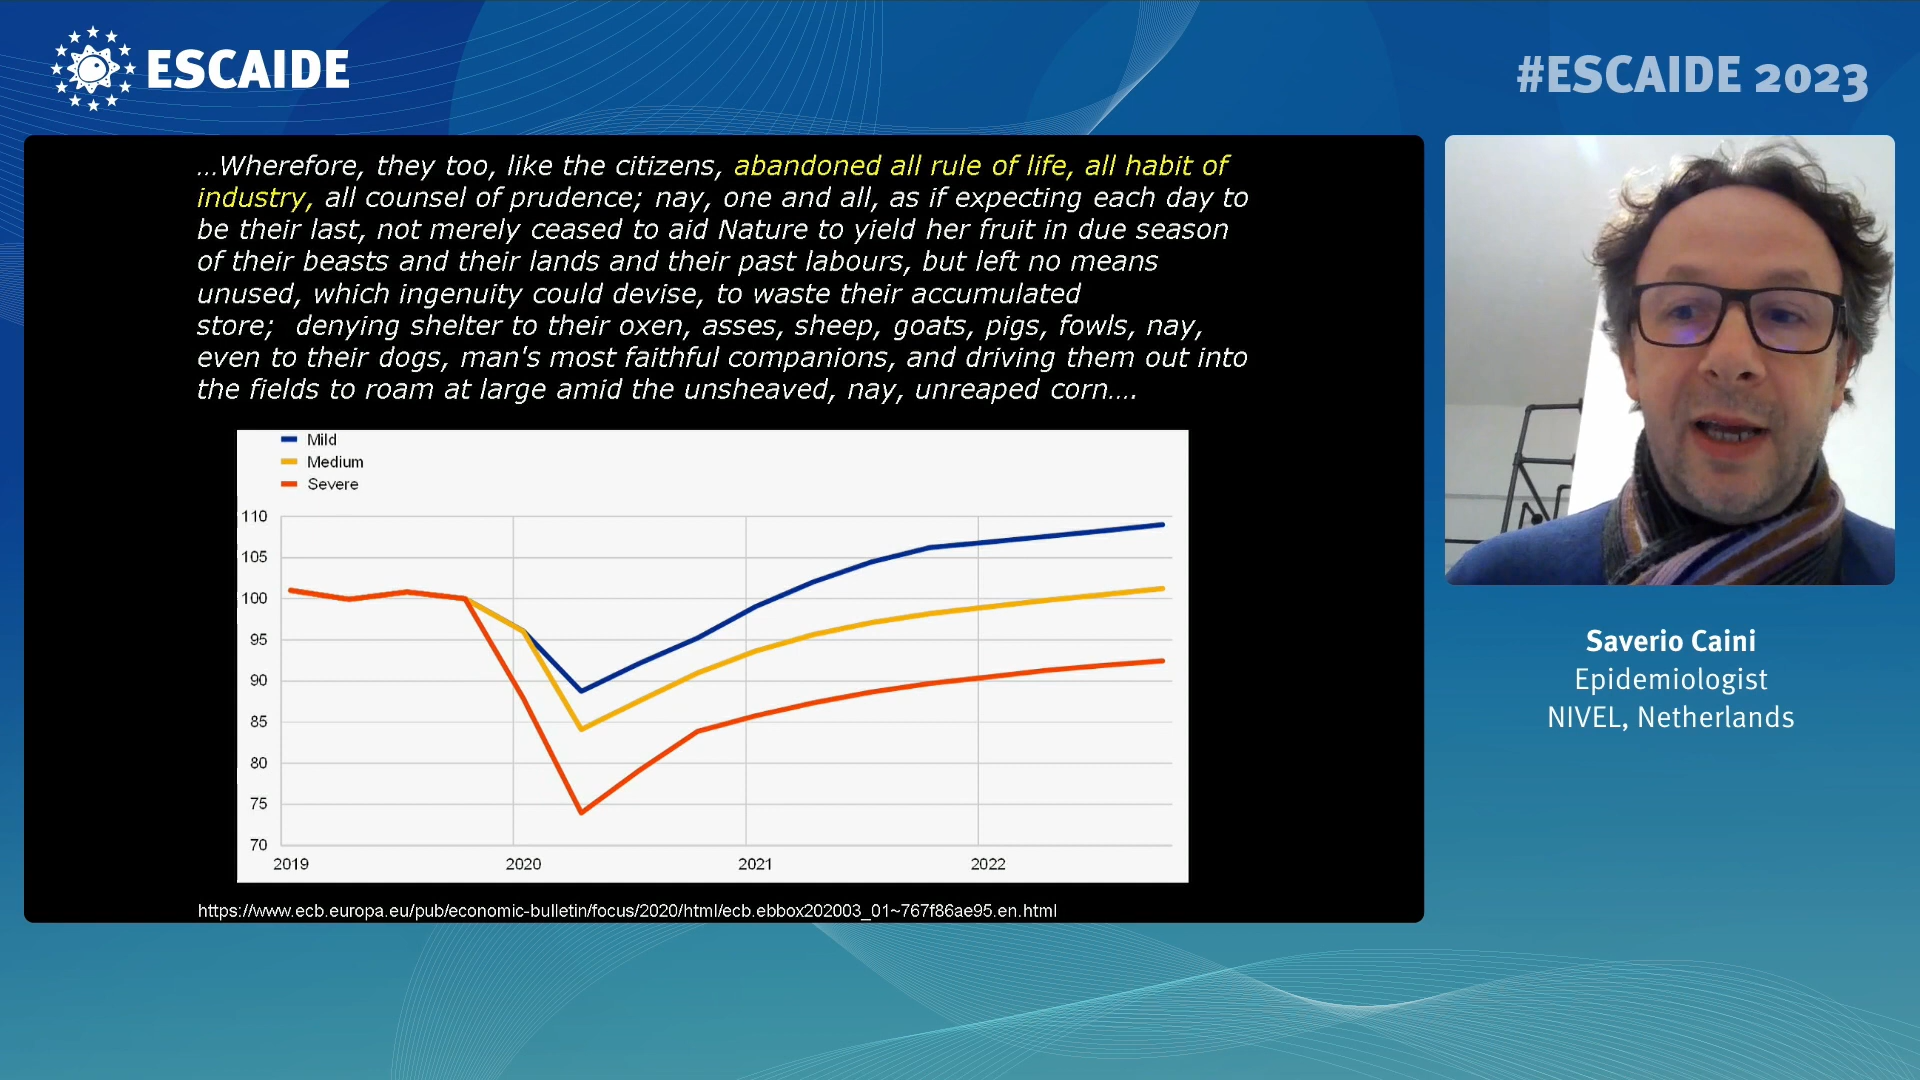 ESCAIDE
#ESCAIDE 2023
...Wherefore, they too, like the citizens, abandoned all rule of life, all habit of
industry, all counsel of prudence; nay, one and all, as if expecting each day to
be their last, not merely ceased to aid Nature to yield her fruit in due season
of their beasts and their lands and their past labours, but left no means
unused, which ingenuity could devise, to waste their accumulated
store;  denying shelter to their oxen, asses, sheep, goats, pigs, fowls, nay,
even to their dogs, man's most faithful companions, and driving them out into
the fields to roam at large amid the unsheaved, nay, unreaped corn....
Mild
Medium
Severe
110
105
100
95
90
85
80
75
70
2019 2020 2021 2022
https://www.ecb.europa.eu/pub/economic-bulletin/focus/2020/html/ecb.ebbox202003_01~767f86ae95.en.html
Saverio Caini
Epidemiologist
NIVEL, Netherlands